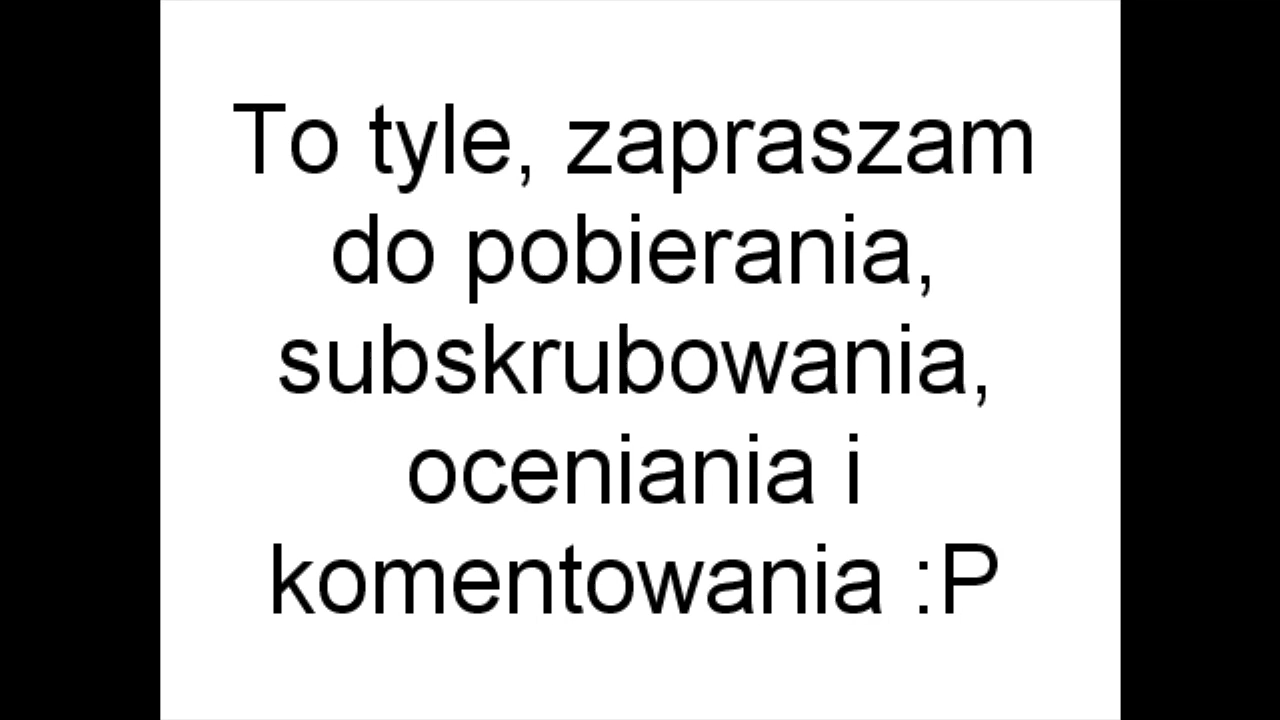 To tyle, zapraszam
do pobierania,
subskrubowania,
oceniania i
komentowania :P